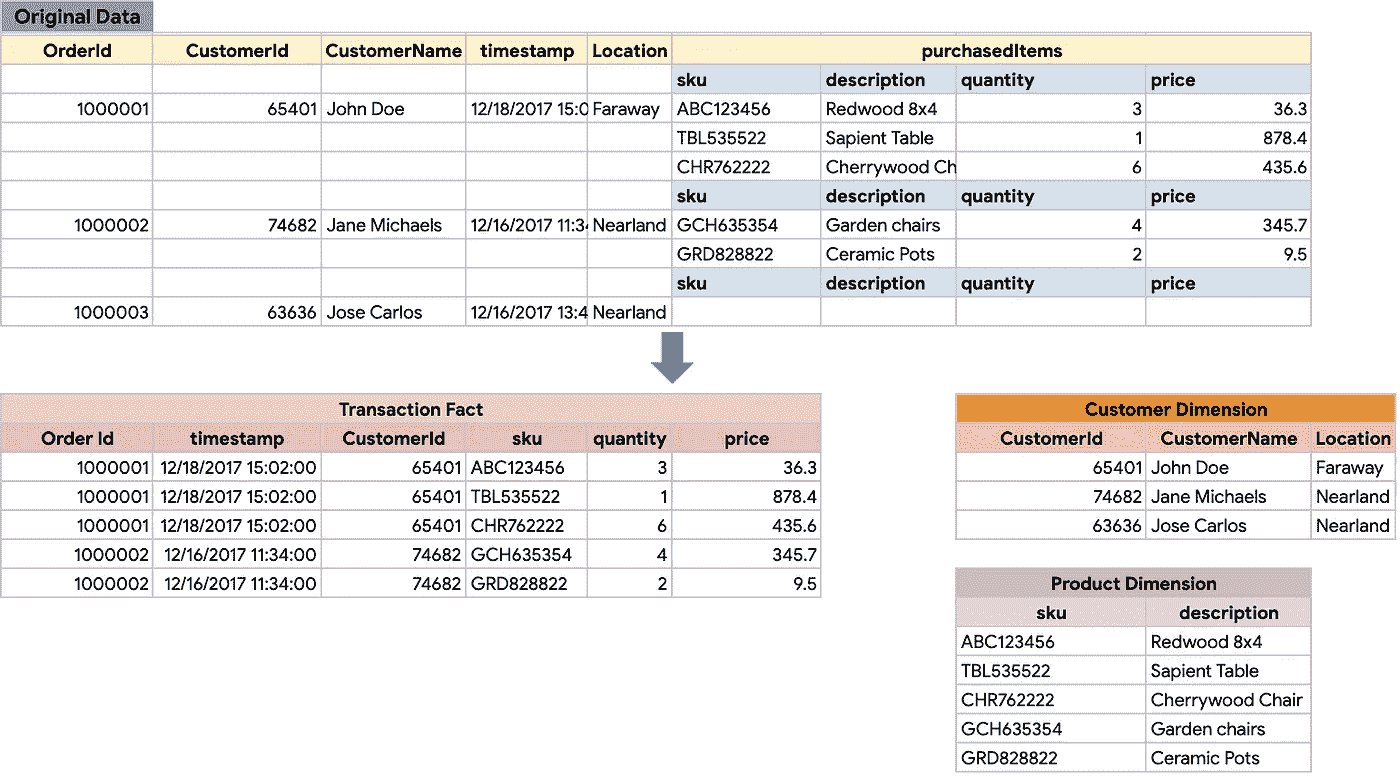 Original Data
OrderId CustomerId CustomerName timestamp Location purchasedItems
sku description quantity price
1000001 65401 John Doe 12/18/2017 15:0 Faraway ABC123456 Redwood 8x4 3 36.3
TBL535522 Sapient Table 1 878.4
CHR762222 Cherrywood Ch 6 435.6
sku description quantity price
1000002 74682 Jane Michaels 12/16/2017 11:34 Nearland GCH635354 Garden chairs 4 345.7
GRD828822 Ceramic Pots 2 9.5
sku description quantity price
1000003 63636 Jose Carlos 12/16/2017 13:4 Nearland
Transaction Fact
Order Id timestamp CustomerId sku quantity price
1000001 12/18/2017 15:02:00 65401 ABC123456 3 36.3
1000001 12/18/2017 15:02:00 65401 TBL535522 1 878.4
1000001 12/18/2017 15:02:00 65401 CHR762222 6 435.6
1000002 12/16/2017 11:34:00 74682 GCH635354 4 345.7
1000002 12/16/2017 11:34:00 74682 GRD828822 2 9.5
Customer Dimension
CustomerId CustomerName Location
65401 John Doe Faraway
74682 Jane Michaels Nearland
63636 Jose Carlos Nearland
Product Dimension
sku description
ABC123456 Redwood 8x4
TBL535522 Sapient Table
CHR762222 Cherrywood Chair
GCH635354 Garden chairs
GRD828822 Ceramic Pots